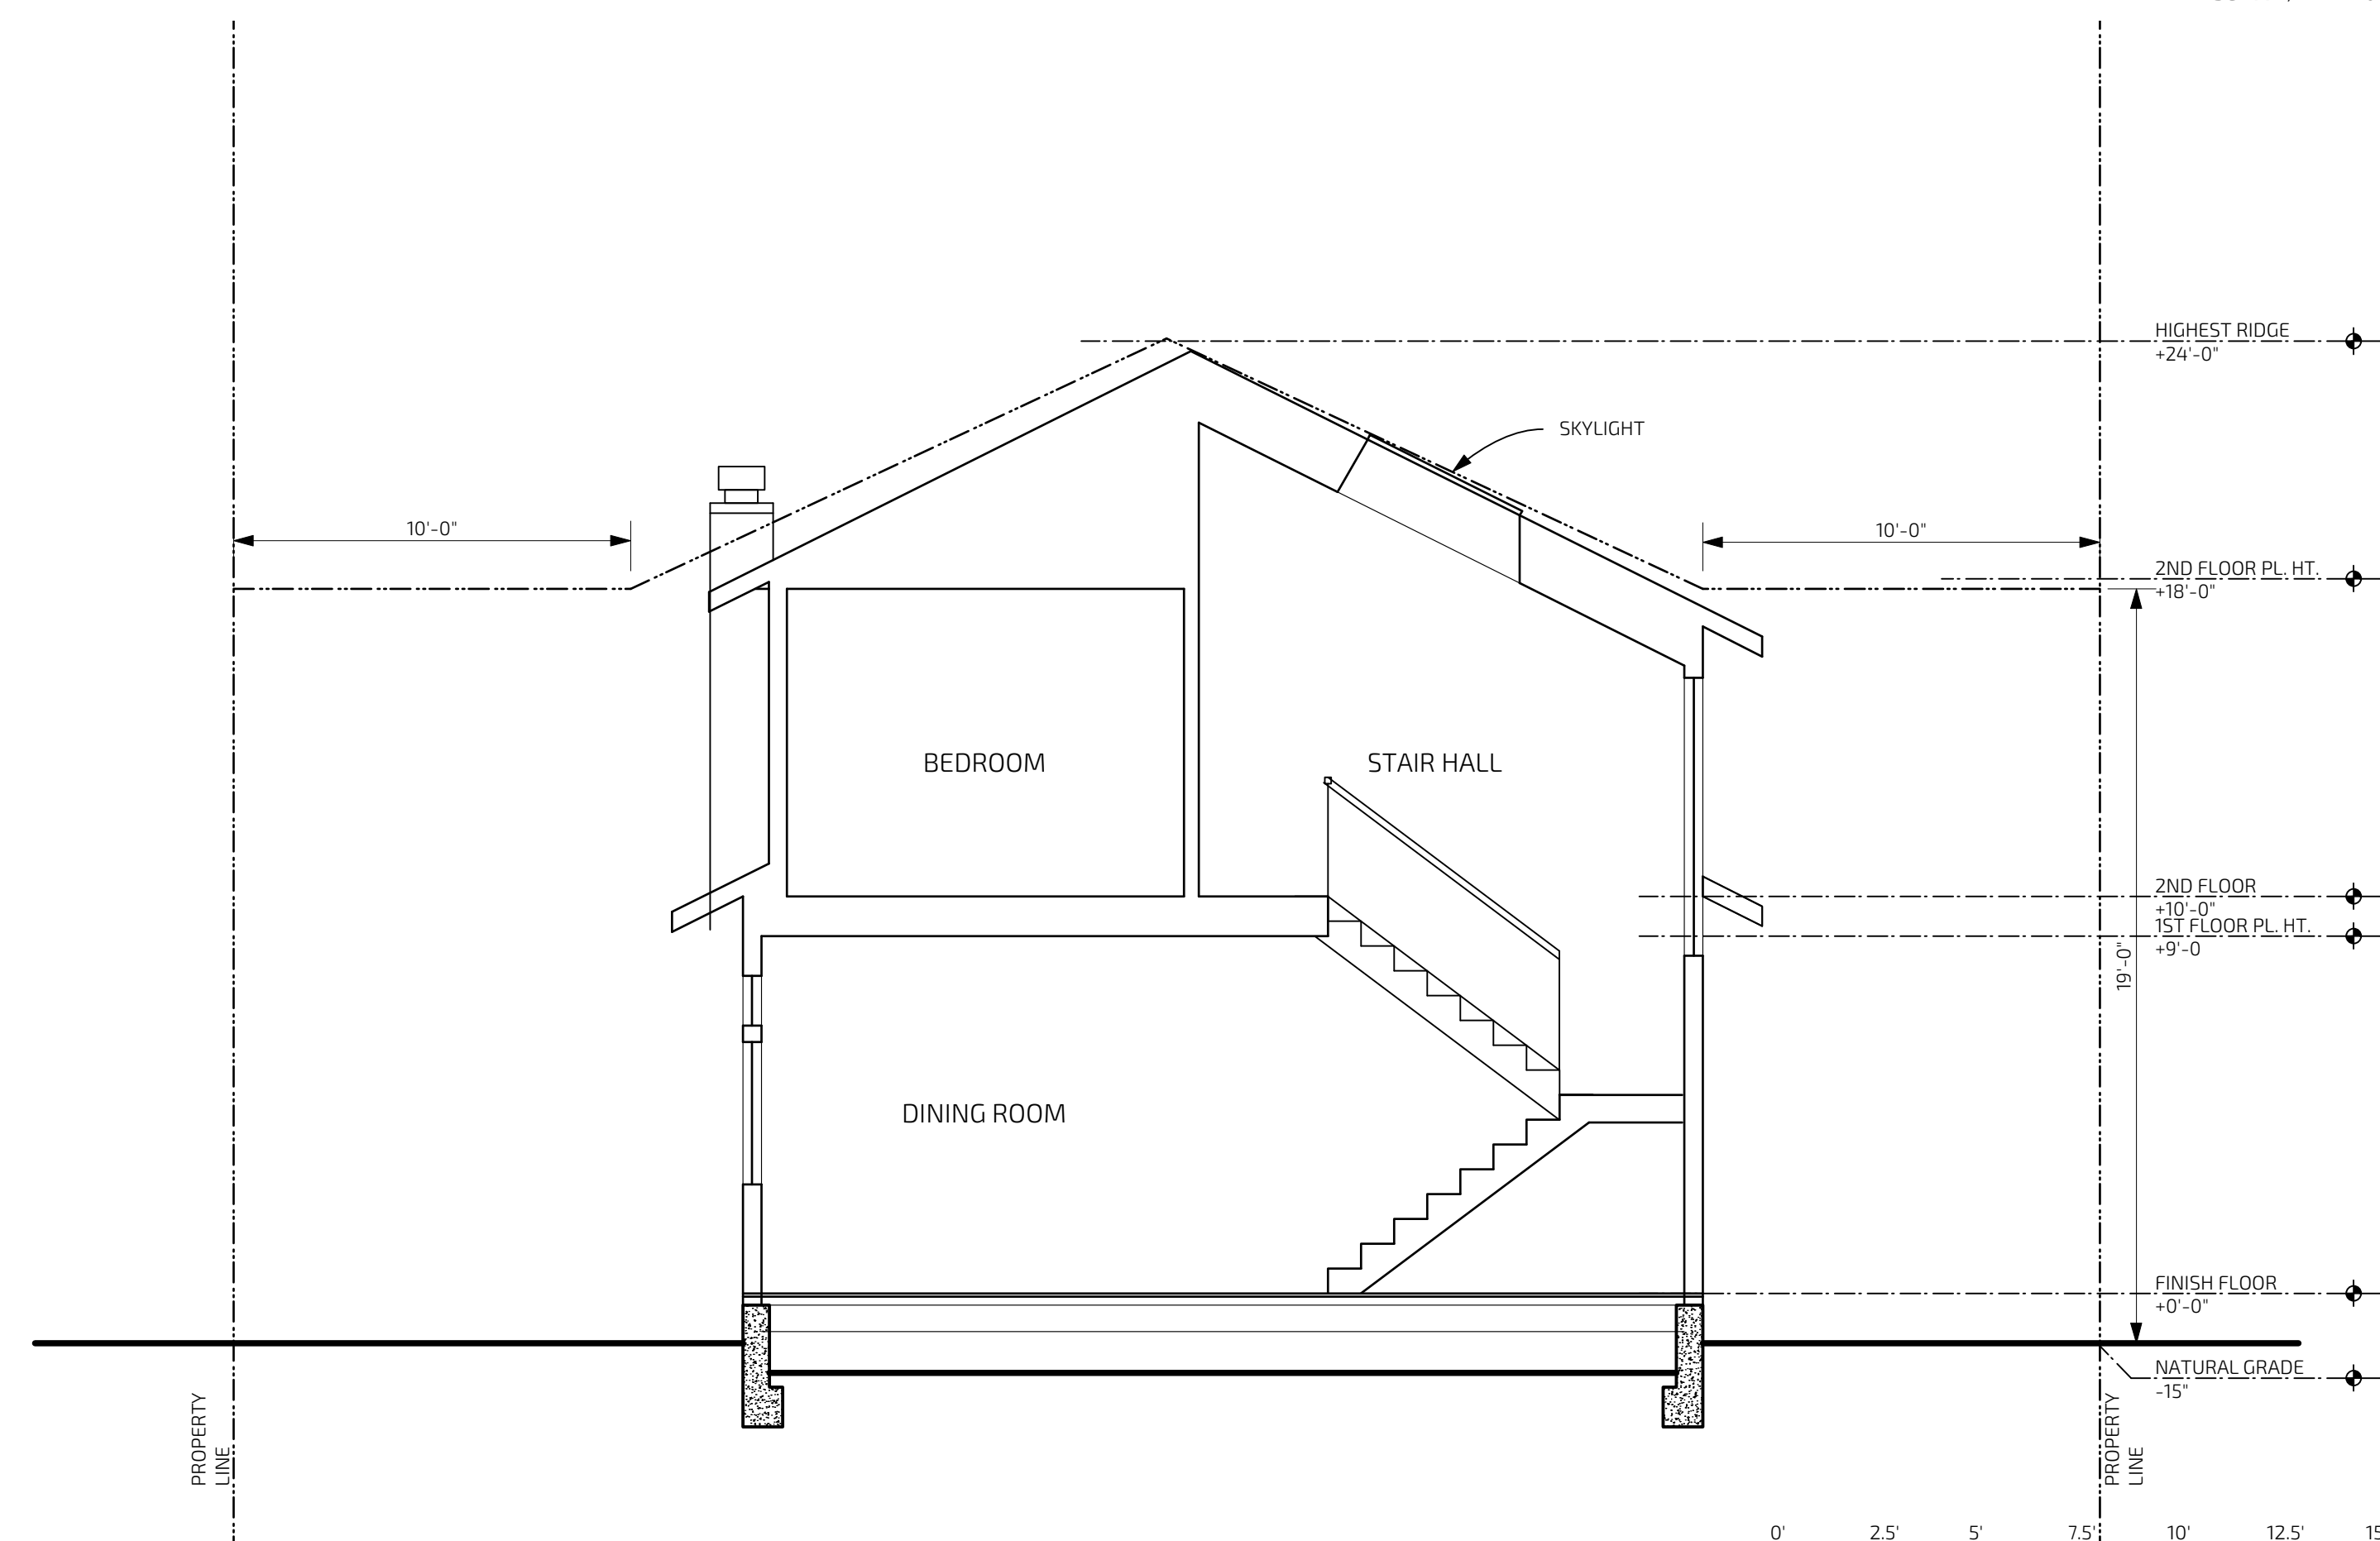 HIGHEST RIDGE
+24'-0"
SKYLIGHT
10'-0"
10'-0"
2ND FLOOR PL. HT.
+18'-0"
BEDROOM
STAIR HALL
2ND FLOOR
+10'-0"
1ST FLOOR PL. HT.
+9'-0
19'-0"
DINING ROOM
FINISH FLOOR
+0'-0"
NATURAL GRADE
-15"
PROPERTY
LINE
PROPERTY
LINE
0' 2.5' 5' 7.5' 10' 12.5'